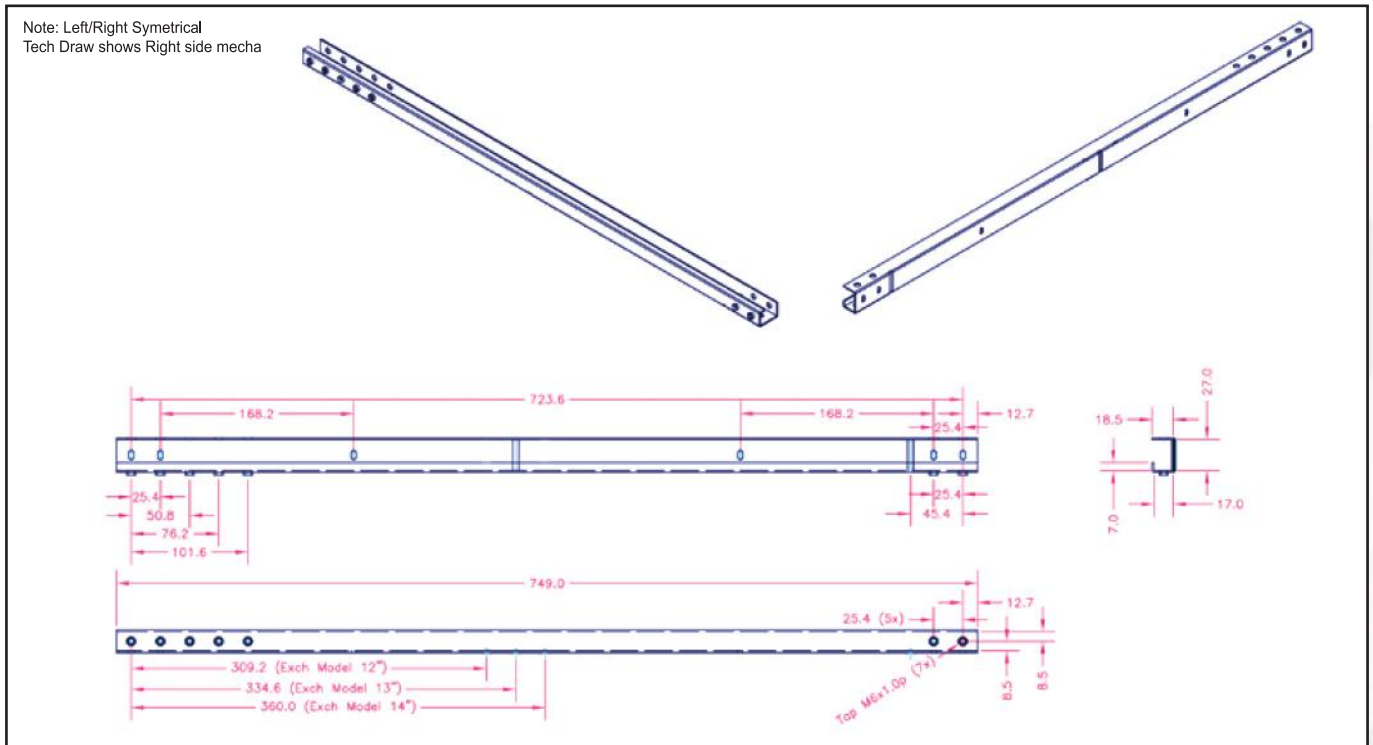 Note: Left/Right Symetrical
Tech Draw shows Right side mecha
723.6
168.2
168.2
12.7
25.4
27.0
18.5
25.4
50.8
76.2
101.6
25.4
45.4
7.0
17.0
749.0
12.7
25.4 (5x)
309.2 (Exch Model 12")
334.6 (Exch Model 13")
360.0 (Exch Model 14")
Tap M6x1.0p (7x)
8.5
8.5